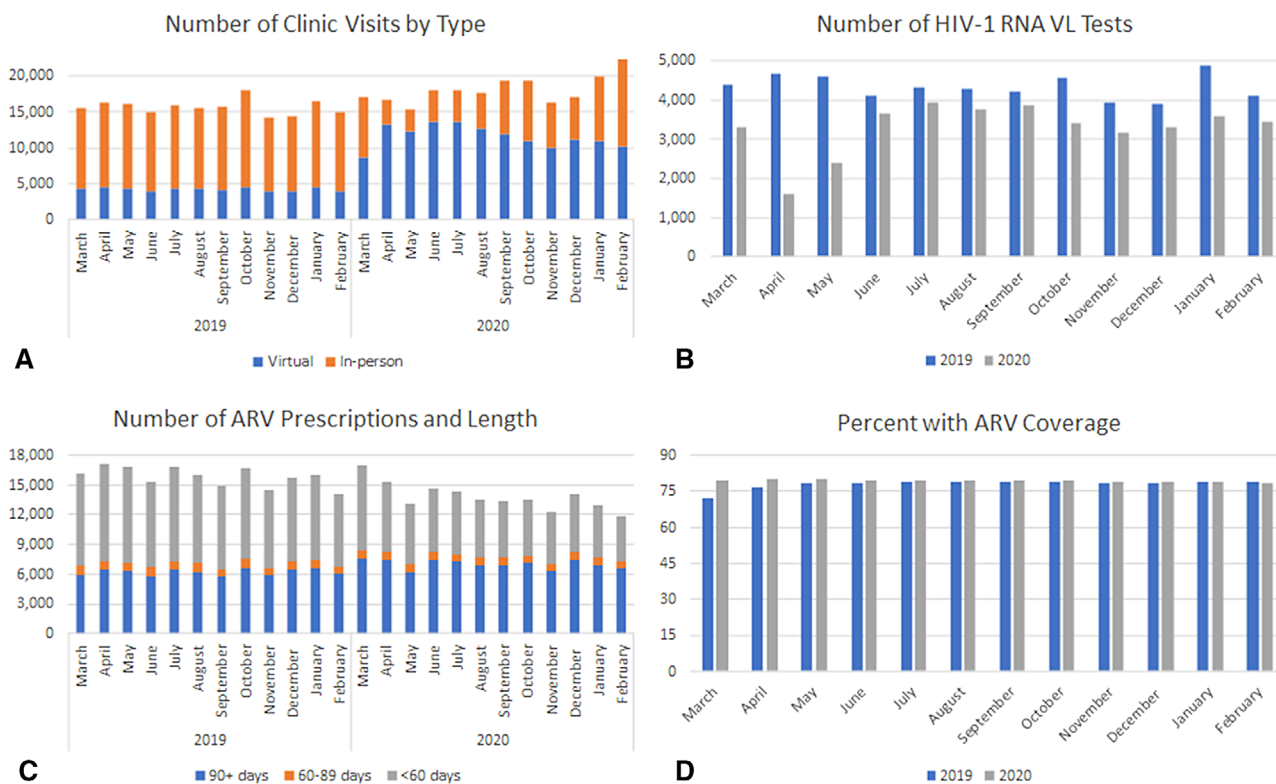 Number of Clinic Visits by Type
20,000
15,000
10,000
5,000
0
March April May June July August September October November December January February March April May June July August September October November December January February
2019 2020
Virtual In-person
A
Number of HIV-1 RNA VL Tests
5,000
4,000
3,000
2,000
1,000
0
March April May June July August September October November December January February
2019 2020
B
Number of ARV Prescriptions and Length
18,000
15,000
12,000
9,000
6,000
3,000
0
March April May June July August September October November December January February March April May June July August September October November December January February
2019 2020
90+ days 60-89 days <60 days
C
Percent with ARV Coverage
90
75
60
45
30
15
0
March April May June July August September October November December January February
2019 2020
D